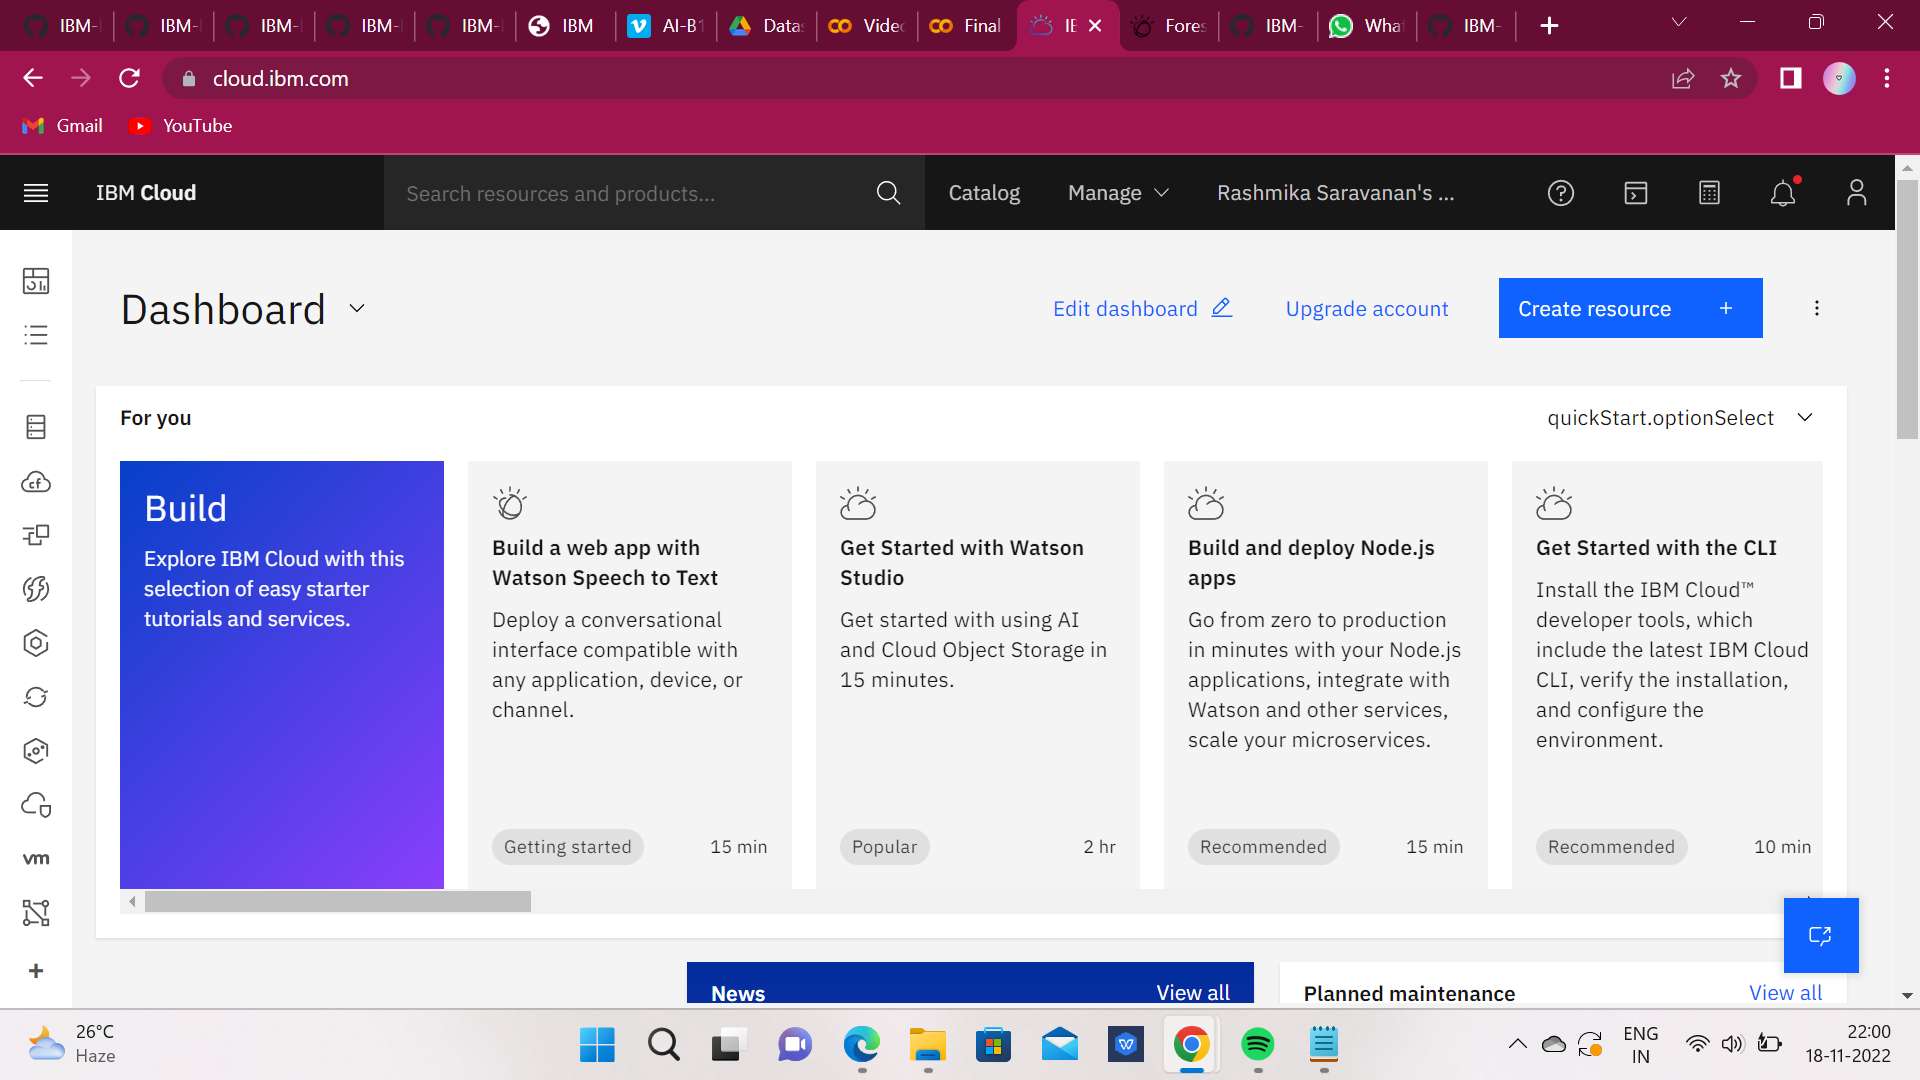 IBM-
IBM-
IBM-
IBM-
IBM-
IBM
AI-B1
Datas
Vided
Final
IE
Fores
IBM-
What
IBM-
cloud.ibm.com
Gmail
YouTube
IBM Cloud
Search resources and products...
Catalog
Manage
Rashmika Saravanan's ...
Dashboard
Edit dashboard
Upgrade account
Create resource +
For you
quickStart.optionSelect
Build
Explore IBM Cloud with this
selection of easy starter
tutorials and services.
Build a web app with
Watson Speech to Text
Deploy a conversational
interface compatible with
any application, device, or
channel.
Getting started
15 min
Get Started with Watson
Studio
Get started with using AI
and Cloud Object Storage in
15 minutes.
Popular
2 hr
Build and deploy Node.js
apps
Go from zero to production
in minutes with your Node.js
applications, integrate with
Watson and other services,
scale your microservices.
Recommended
15 min
Get Started with the CLI
Install the IBM Cloud™
developer tools, which
include the latest IBM Cloud
CLI, verify the installation,
and configure the
environment.
Recommended
10 min
vm
News
View all
Planned maintenance
View all
26°C
Haze
ENG
IN
22:00
18-11-2022